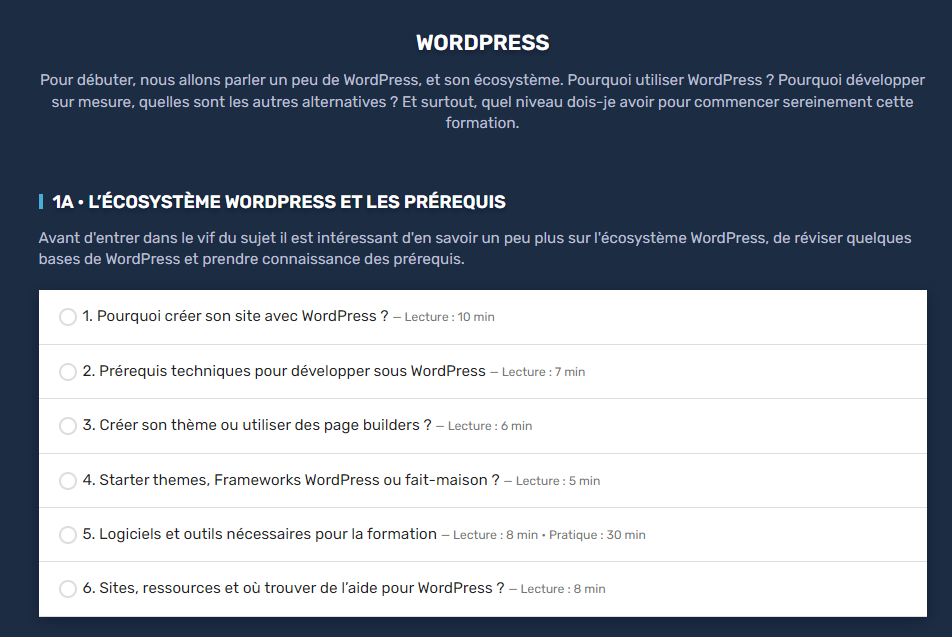 WORDPRESS
Pour débuter, nous allons parler un peu de WordPress, et son écosystème. Pourquoi utiliser WordPress ? Pourquoi développer
sur mesure, quelles sont les autres alternatives ? Et surtout, quel niveau dois-je avoir pour commencer sereinement cette
formation.
1A • L’ÉCOSYSTÈME WORDPRESS ET LES PRÉREQUIS
Avant d'entrer dans le vif du sujet il est intéressant d'en savoir un peu plus sur l'écosystème WordPress, de réviser quelques
bases de WordPress et prendre connaissance des prérequis.
1. Pourquoi créer son site avec WordPress ? — Lecture : 10 min
2. Prérequis techniques pour développer sous WordPress — Lecture : 7 min
3. Créer son thème ou utiliser des page builders ? — Lecture : 6 min
4. Starter themes, Frameworks WordPress ou fait-maison ? — Lecture : 5 min
5. Logiciels et outils nécessaires pour la formation — Lecture : 8 min • Pratique : 30 min
6. Sites, ressources et où trouver de l’aide pour WordPress ? — Lecture : 8 min